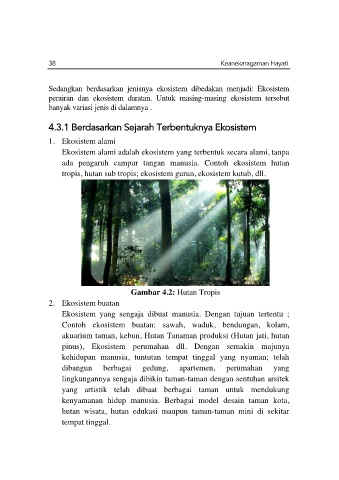 38 Keanekaragaman Hayati
Sedangkan berdasarkan jenisnya ekosistem dibedakan menjadi: Ekosistem
perairan dan ekosistem daratan. Untuk masing-masing ekosistem tersebut
banyak variasi jenis di dalamnya .
4.3.1 Berdasarkan Sejarah Terbentuknya Ekosistem
1. Ekosistem alami
Ekosistem alami adalah ekosistem yang terbentuk secara alami, tanpa
ada pengaruh campur tangan manusia. Contoh ekosistem hutan
tropis, hutan sub tropis; ekosistem gurun, ekosistem kutub, dll.
Gambar 4.2: Hutan Tropis
2. Ekosistem buatan
Ekosistem yang sengaja dibuat manusia. Dengan tujuan tertentu ;
Contoh ekosistem buatan: sawah, waduk, bendungan, kolam,
akuarium taman, kebun, Hutan Tanaman produksi (Hutan jati, hutan
pinus), Ekosistem perumahan dll. Dengan semakin majunya
kehidupan manusia, tuntutan tempat tinggal yang nyaman; telah
dibangun berbagai gedung, apartemen, perumahan yang
lingkungannya sengaja dibikin taman-taman dengan sentuhan arsitek
yang artistik telah dibuat berbagai taman untuk mendukung
kenyamanan hidup manusia. Berbagai model desain taman kota,
hutan wisata, hutan edukasi maupun taman-taman mini di sekitar
tempat tinggal.